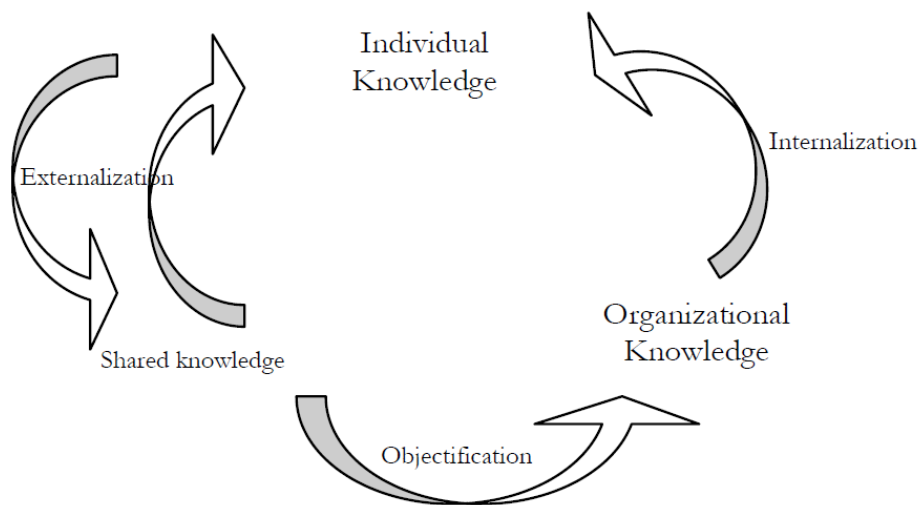 Individual
Knowledge
Internalization
Externalization
Organizational
Knowledge
Shared knowledge
Objectification